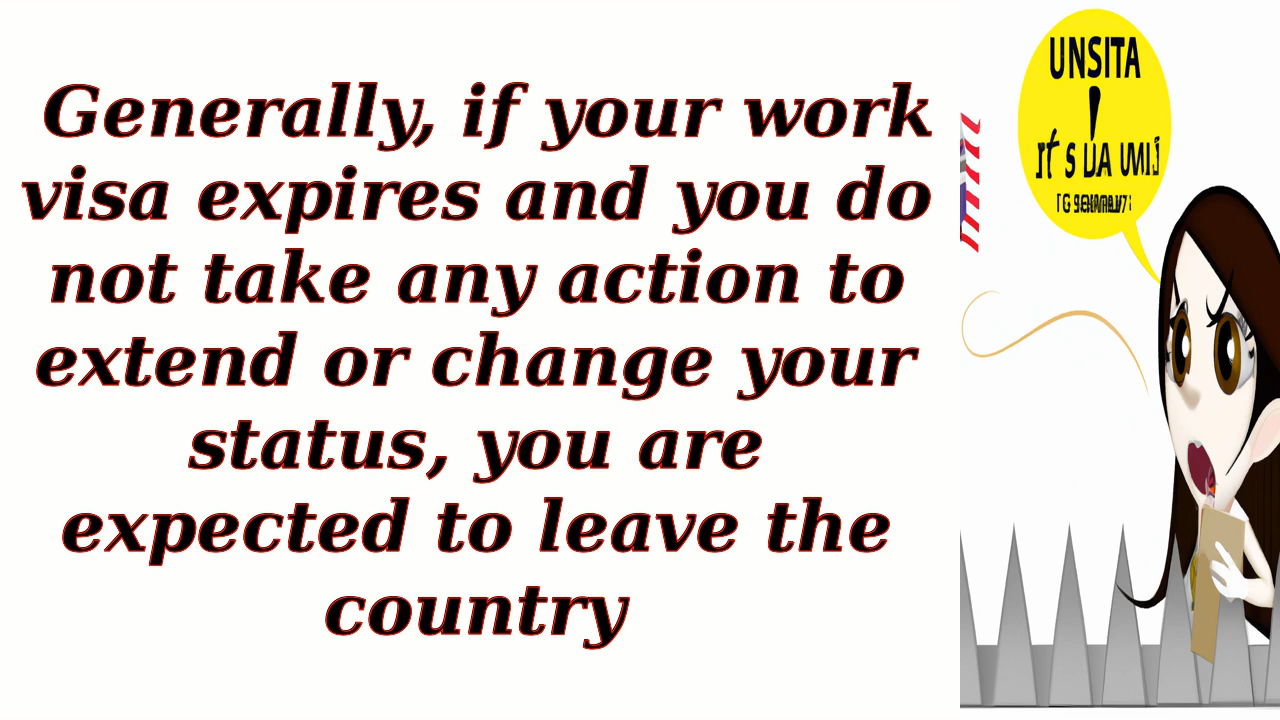 Generally, if your work
visa expires and you do
not take any action to
extend or change your
status, you are
expected to leave the
country
UNSITA